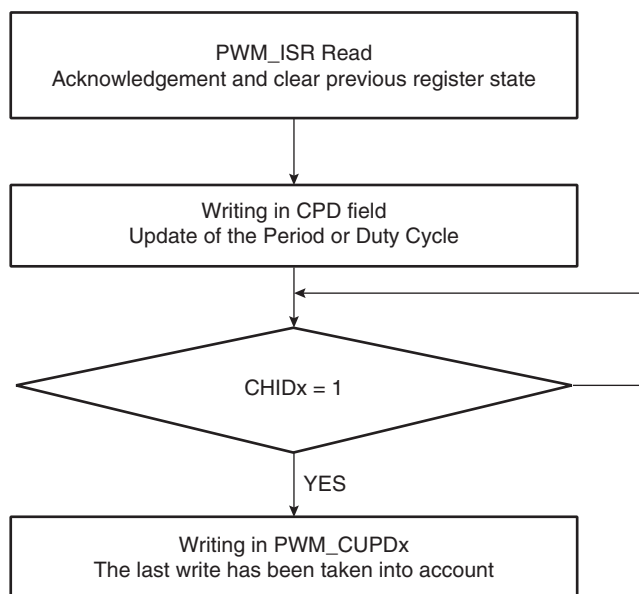 PWM_ISR Read
Acknowledgement and clear previous register state
Writing in CPD field
Update of the Period or Duty Cycle
CHIDx = 1
YES
Writing in PWM_CUPDx
The last write has been taken into account